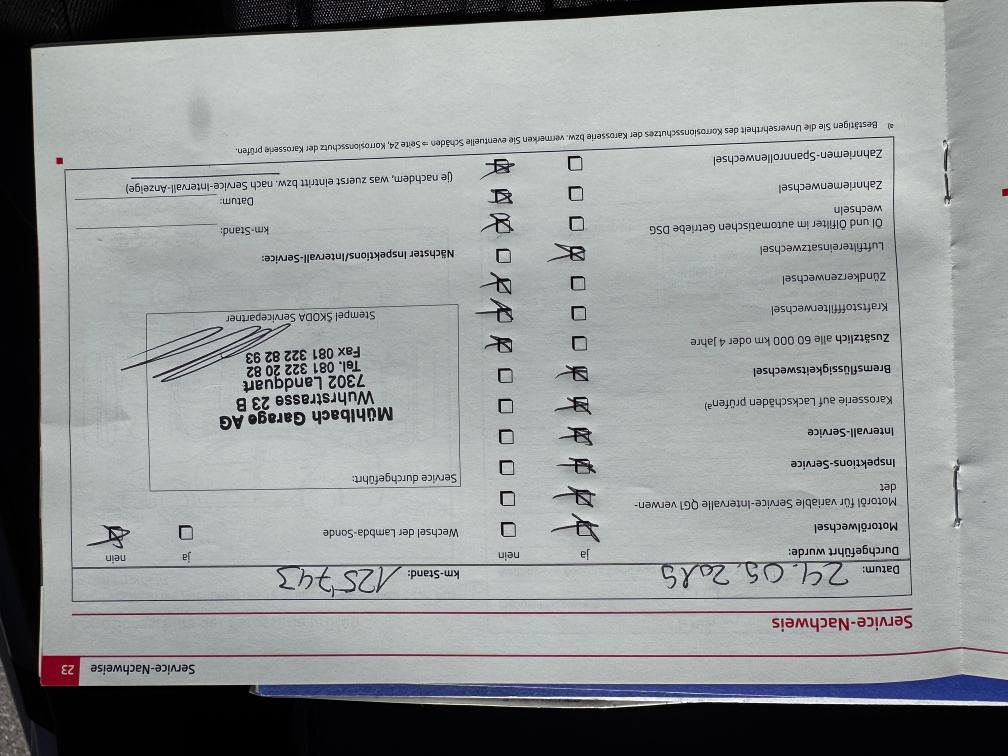 Service-Nachweise 23
Service-Nachweis
Datum:
km-Stand: 125743
Durchgeführt wurde: ja nein
Motorölwechsel
Motoröl für variable Service-Intervalle QG1 verwen-
det
Inspektions-Service
Intervall-Service
Karosserie auf Lackschäden prüfen a)
Bremsflüssigkeitswechsel
Zusätzlich alle 60 000 km oder 4 Jahre
Kraftstofffilterwechsel
Zündkerzenwechsel
Luftfiltereinsatzwechsel
Öl und Ölfilter im automatischen Getriebe DSG
wechseln
Zahnriemenwechsel
Zahnriemen-Spannrollenwechsel
ja nein
Wechsel der Lambda-Sonde
Service durchgeführt:
Mühlbach Garage AG
Wuhrstrasse 23 B
7302 Landquart
Tel. 081 322 20 82
Fax 081 322 82 93
Stempel ŠKODA Servicepartner
Nächster Inspektions/Intervall-Service:
km-Stand:
Datum:
(je nachdem, was zuerst eintritt bzw. nach Service-Intervall-Anzeige)
a) Bestätigen Sie die Unversehrtheit des Korrosionsschutzes der Karosserie bzw. vermerken Sie eventuelle Schäden ⇒ Seite 24, Korrosionsschutz der Karosserie prüfen.